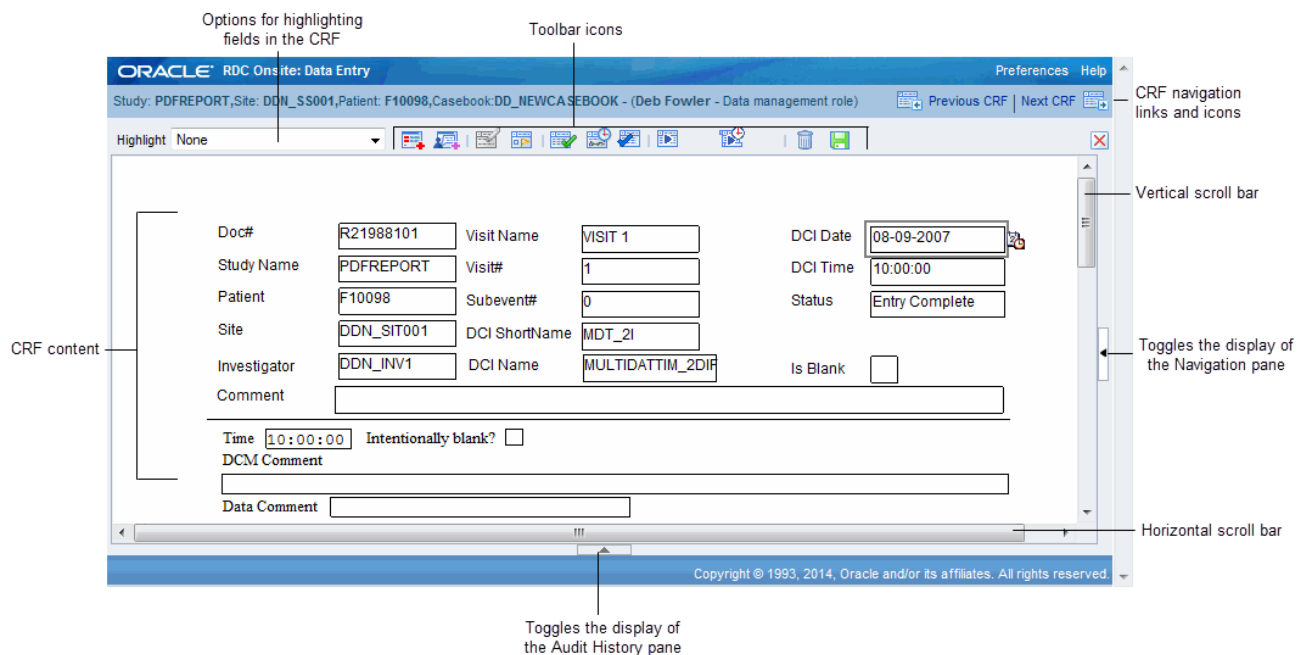 Options for highlighting
fields in the CRF
Toolbar icons
ORACLE RDC Onsite: Data Entry
Preferences Help
Study: PDFREPORT,Site: DDN_SS001,Patient: F10098,Casebook:DD_NEWCASEBOOK - (Deb Fowler - Data management role)
Previous CRF | Next CRF
CRF navigation
links and icons
Highlight None
Vertical scroll bar
Doc# R21988101 Visit Name VISIT 1 DCI Date 08-09-2007
Study Name PDFREPORT Visit# 1 DCI Time 10:00:00
Patient F10098 Subevent# 0 Status Entry Complete
Site DDN_SIT001 DCI ShortName MDT_2I
CRF content
Toggles the display of
the Navigation pane
Investigator DDN_INV1 DCI Name MULTIDATTIM_2DIF Is Blank
Comment
Time 10:00:00 Intentionally blank?
DCM Comment
Data Comment
Horizontal scroll bar
Copyright © 1993, 2014, Oracle and/or its affiliates. All rights reserved.
Toggles the display of
the Audit History pane